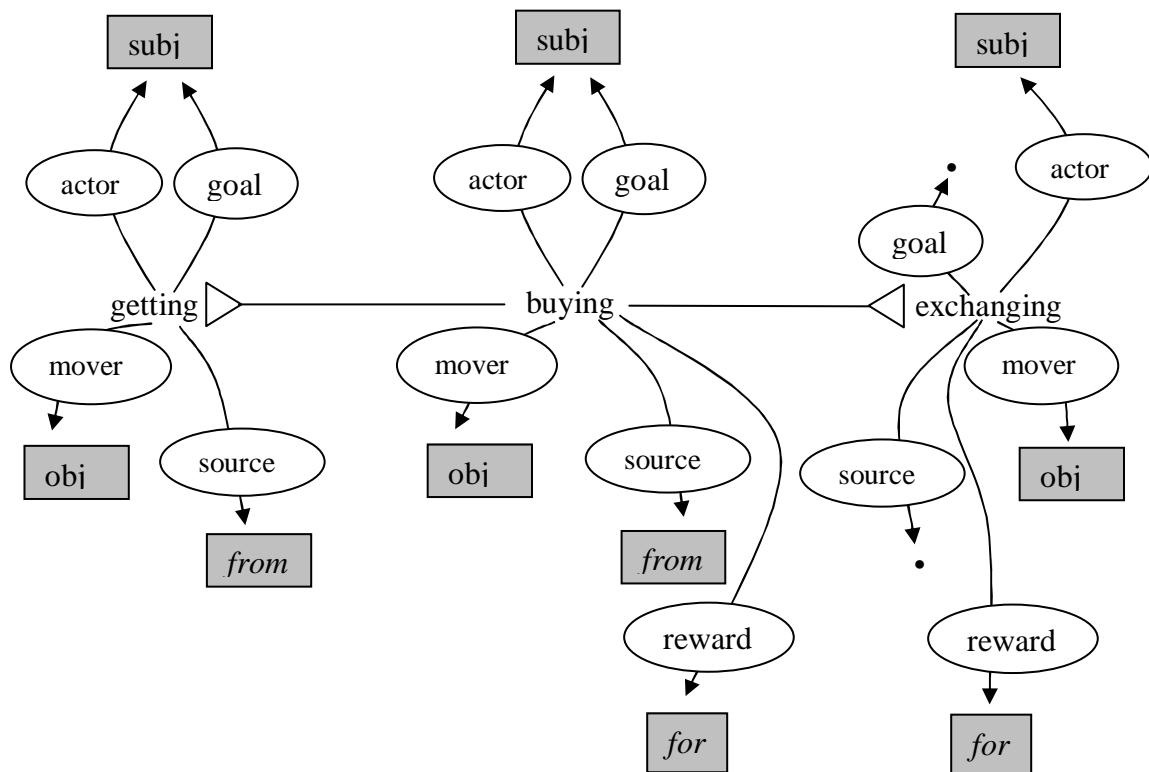 subj
subj
subj
actor
goal
actor
goal
actor
goal
getting
buying
exchanging
mover
mover
mover
obj
source
obj
source
source
obj
from
from
reward
reward
for
for